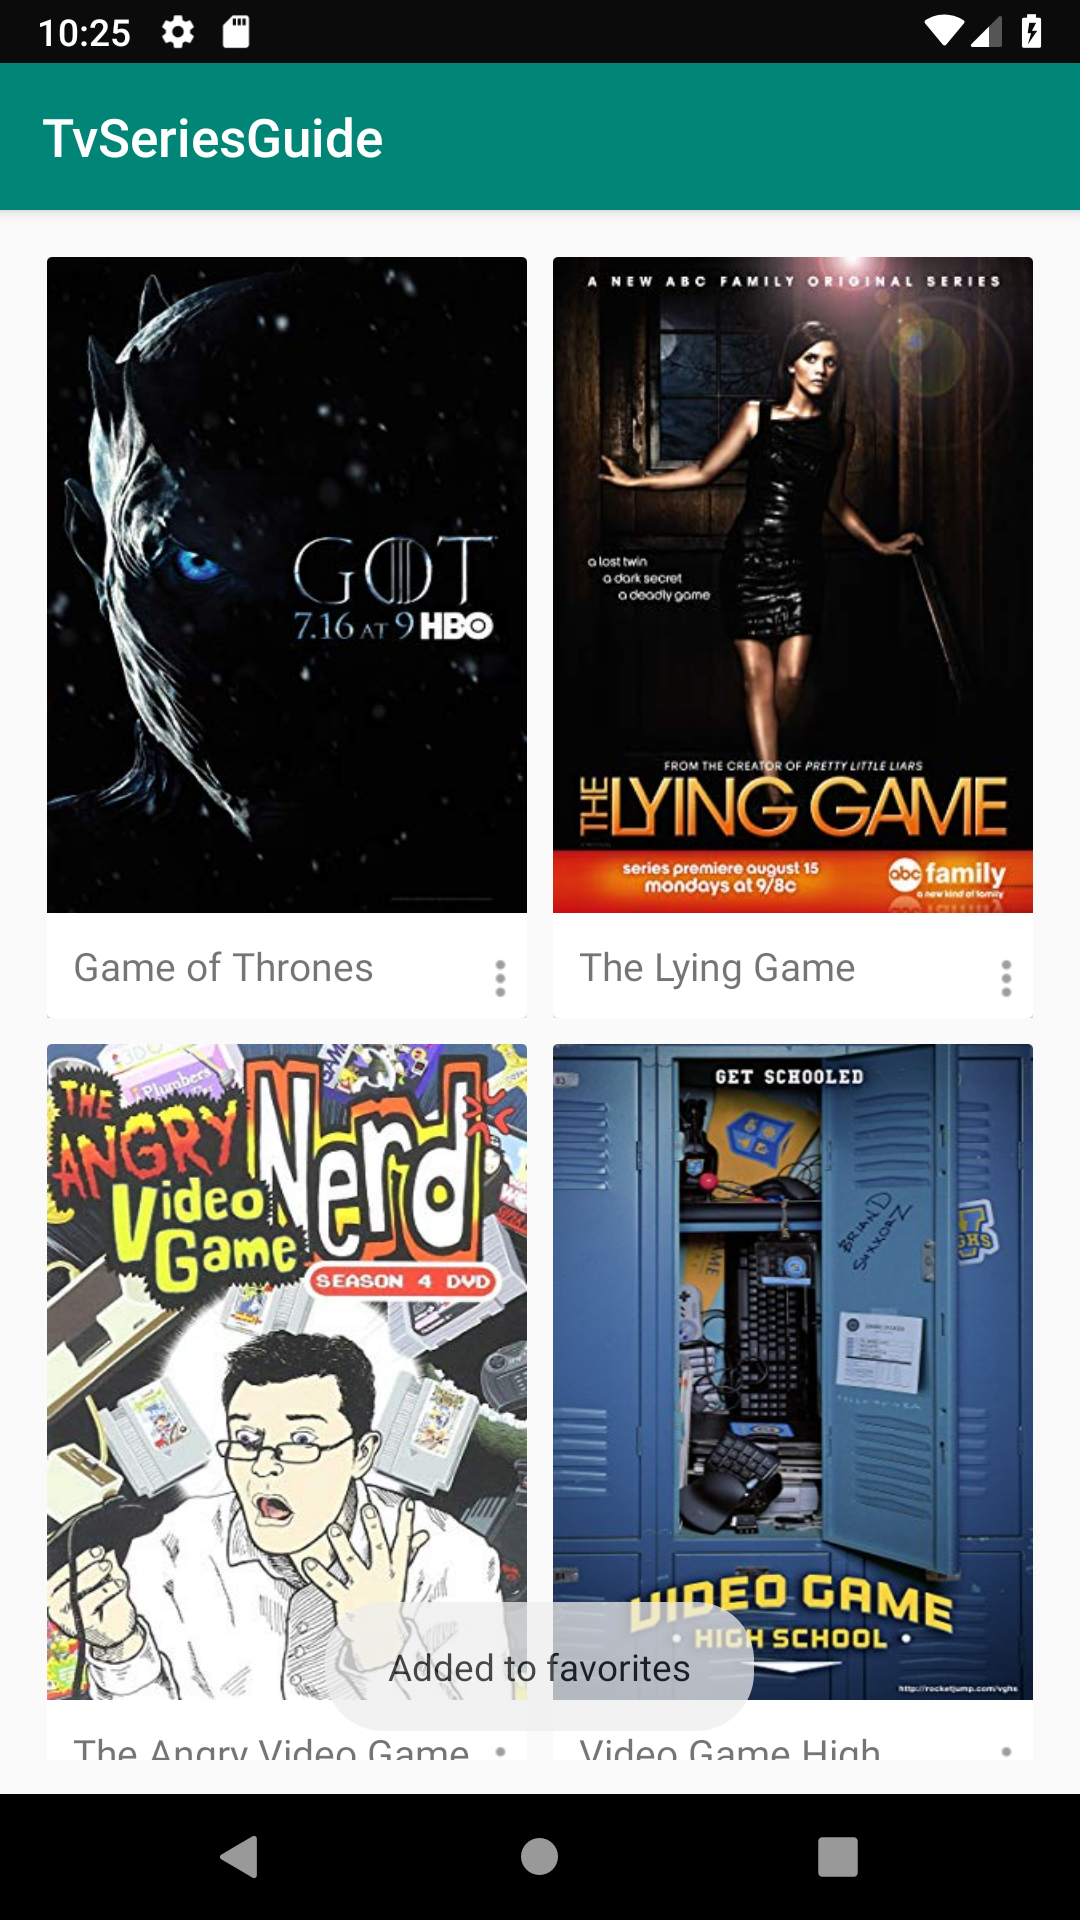 10:25
TvSeriesGuide
GOT
7.16 AT 9 HBO
Game of Thrones
A NEW ABC FAMILY ORIGINAL SERIES
a lost twin
a dark secret
a deadly game
FROM THE CREATOR OF PRETTY LITTLE LIARS
THE LYING GAME
series premiere august 15
mondays at 9/8c
abc family
a new kind of family
The Lying Game
Plumbers
THE
ANGRY
Video
Game
Nerd
SEASON 4 DVD
The Angry Video Game
GET SCHOOLED
BRIAN D
SUXXORZ
VIDEO GAME
• HIGH SCHOOL •
http://rocketjump.com/vghs
Video Game High
Added to favorites